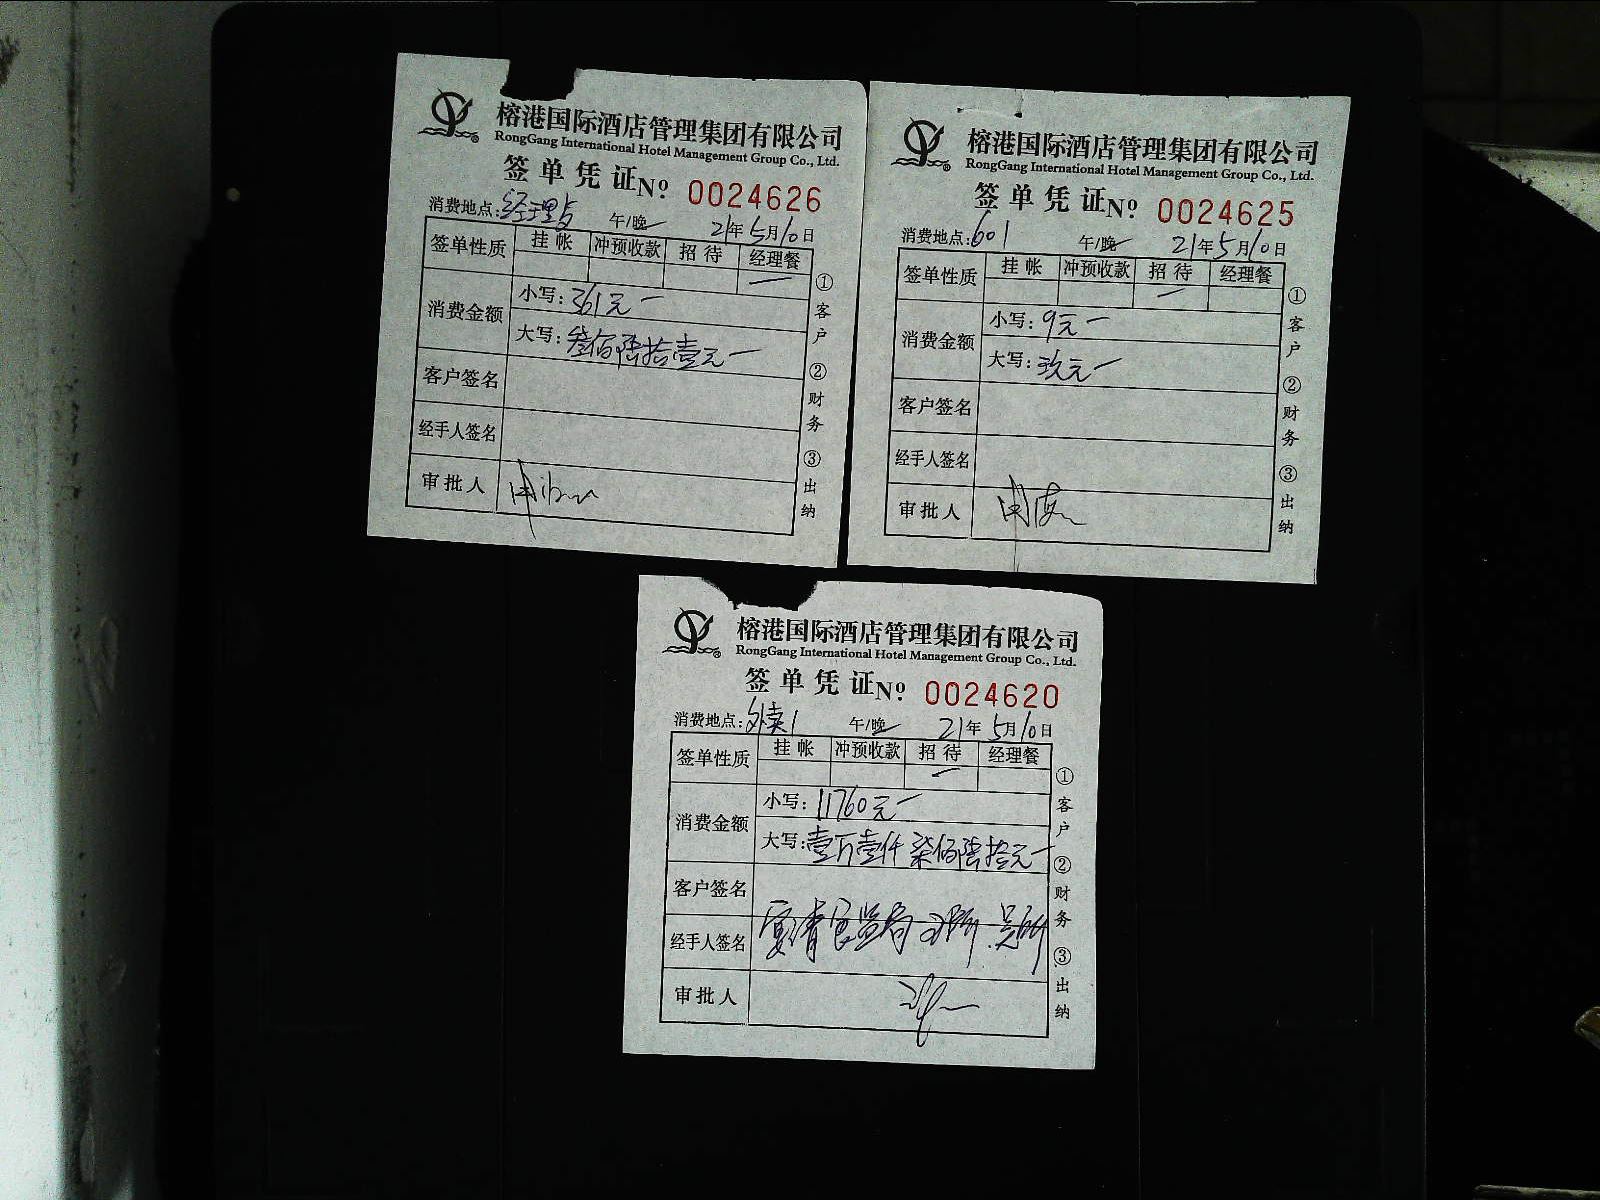 榕港国际酒店管理集团有限公司
RongGang International Hotel Management Group Co., Ltd.
签单凭证 No 0024626
消费地点: 午/晚 21年5月10日
签单性质 挂帐 冲预收款 招待 经理餐
消费金额
小写: 361元
大写: 叁佰陆拾壹元
客户签名
经手人签名
审批人
①客户 ②财务 ③出纳
榕港国际酒店管理集团有限公司
RongGang International Hotel Management Group Co., Ltd.
签单凭证 No 0024625
消费地点: 601 午/晚 21年5月10日
签单性质 挂帐 冲预收款 招待 经理餐
消费金额
小写: 9元
大写: 玖元
客户签名
经手人签名
审批人
①客户 ②财务 ③出纳
榕港国际酒店管理集团有限公司
RongGang International Hotel Management Group Co., Ltd.
签单凭证 No 0024620
消费地点: 外卖1 午/晚 21年5月10日
签单性质 挂帐 冲预收款 招待 经理餐
消费金额
小写: 11760元
大写: 壹万壹仟柒佰陆拾元
客户签名
经手人签名
审批人
①客户 ②财务 ③出纳